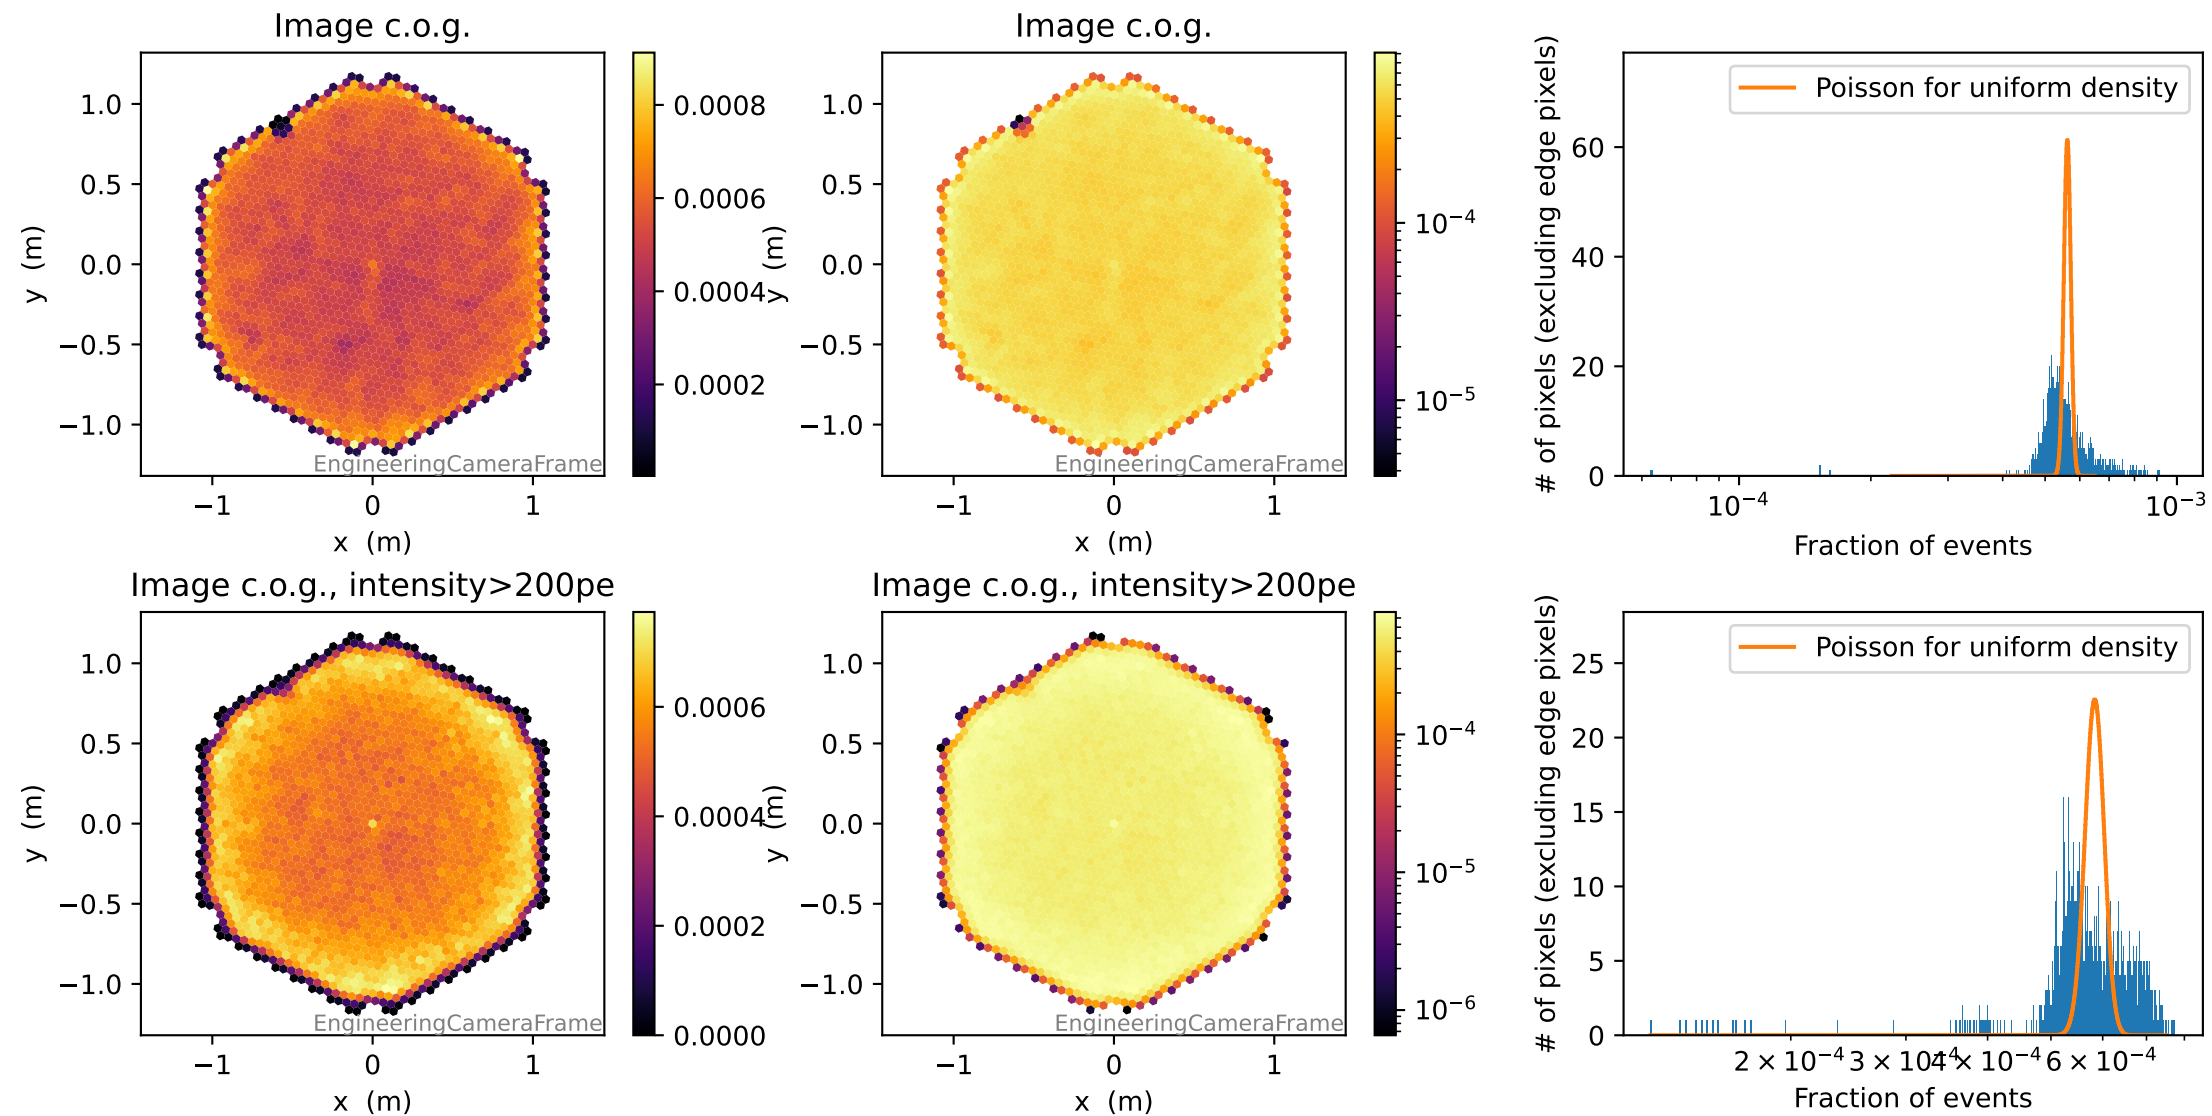 Image c.o.g.
1.0
0.5
0.0
−0.5
−1.0
y (m)
−1 0 1
x (m)
EngineeringCameraFrame
0.0008
0.0006
0.0004
0.0002
Image c.o.g.
1.0
0.5
0.0
−0.5
−1.0
y (m)
−1 0 1
x (m)
EngineeringCameraFrame
10⁻⁴
10⁻⁵
# of pixels (excluding edge pixels)
60
40
20
0
Poisson for uniform density
10⁻⁴ 10⁻³
Fraction of events
Image c.o.g., intensity>200pe
1.0
0.5
0.0
−0.5
−1.0
y (m)
−1 0 1
x (m)
EngineeringCameraFrame
0.0006
0.0004
0.0002
0.0000
Image c.o.g., intensity>200pe
1.0
0.5
0.0
−0.5
−1.0
y (m)
−1 0 1
x (m)
EngineeringCameraFrame
10⁻⁴
10⁻⁵
10⁻⁶
# of pixels (excluding edge pixels)
25
20
15
10
5
0
Poisson for uniform density
2 × 10⁻⁴ 3 × 10⁻⁴ 4 × 10⁻⁴ 6 × 10⁻⁴
Fraction of events